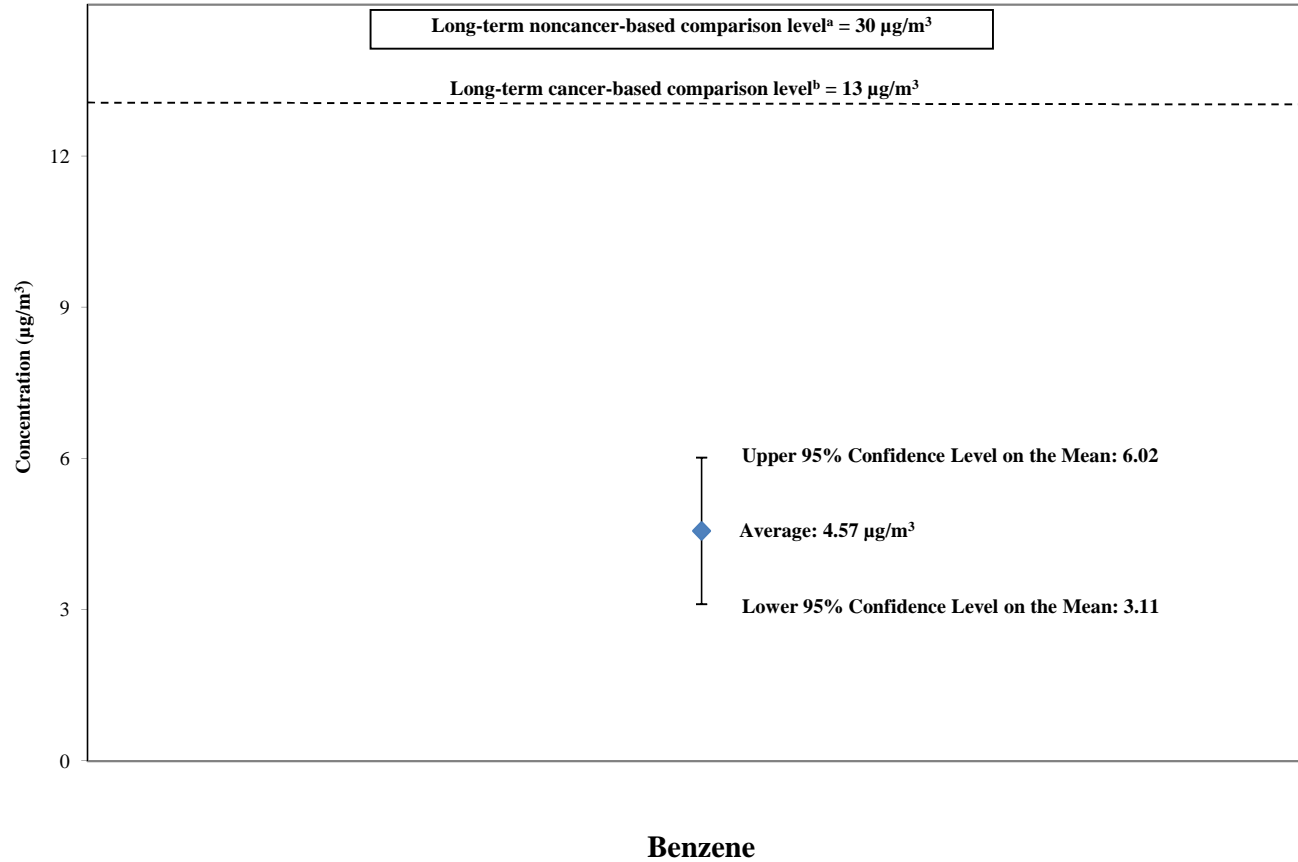 Long-term noncancer-based comparison levelᵃ = 30 µg/m³
Long-term cancer-based comparison levelᵇ = 13 µg/m³
12
9
6
3
0
Concentration (µg/m³)
Upper 95% Confidence Level on the Mean: 6.02
Average: 4.57 µg/m³
Lower 95% Confidence Level on the Mean: 3.11
Benzene